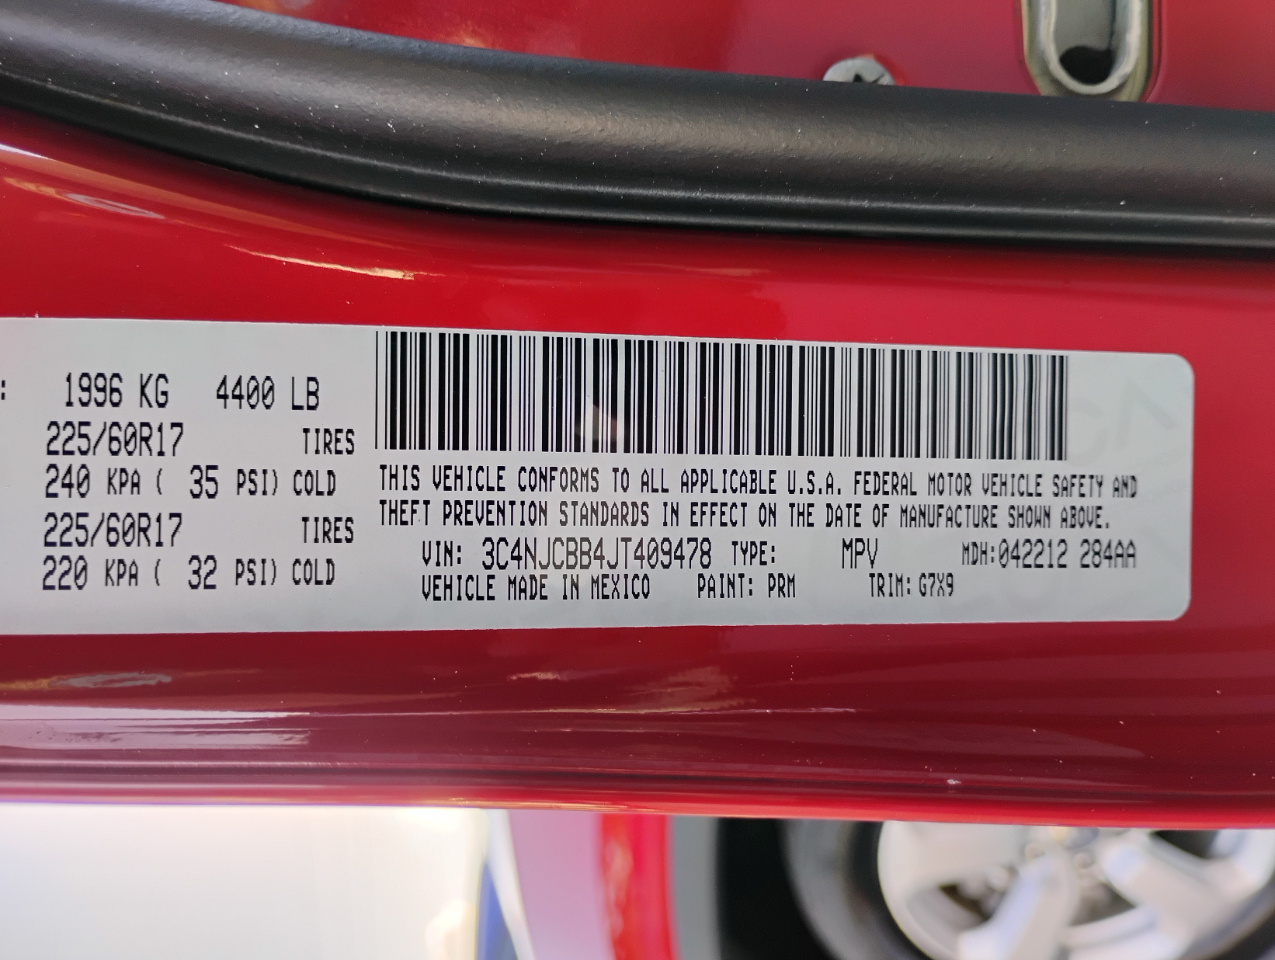 : 1996 KG 4400 LB
225/60R17 TIRES
240 KPA ( 35 PSI) COLD
225/60R17 TIRES
220 KPA ( 32 PSI) COLD
THIS VEHICLE CONFORMS TO ALL APPLICABLE U.S.A. FEDERAL MOTOR VEHICLE SAFETY AND
THEFT PREVENTION STANDARDS IN EFFECT ON THE DATE OF MANUFACTURE SHOWN ABOVE.
VIN: 3C4NJCBB4JT409478 TYPE: MPV MDH:042212 284AA
VEHICLE MADE IN MEXICO PAINT: PRM TRIM: G7X9